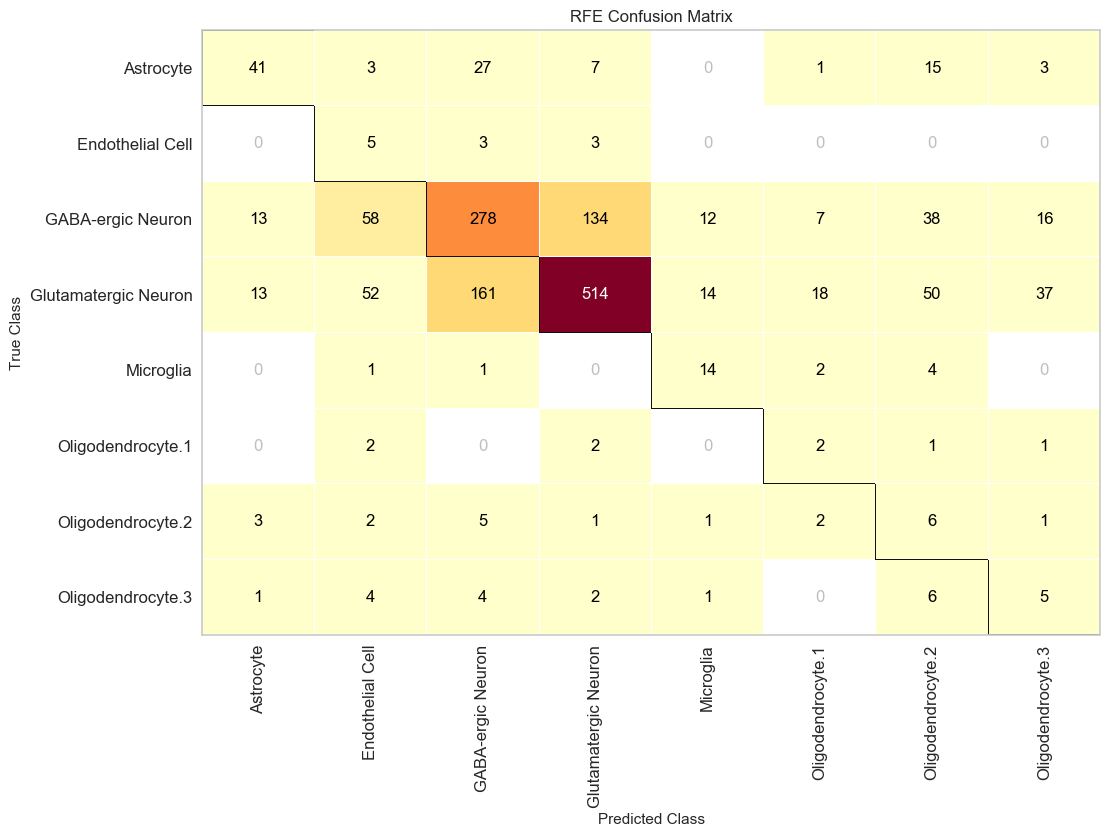 RFE Confusion Matrix
True Class
Astrocyte 41 3 27 7 0 1 15 3
Endothelial Cell 0 5 3 3 0 0 0 0
GABA-ergic Neuron 13 58 278 134 12 7 38 16
Glutamatergic Neuron 13 52 161 514 14 18 50 37
Microglia 0 1 1 0 14 2 4 0
Oligodendrocyte.1 0 2 0 2 0 2 1 1
Oligodendrocyte.2 3 2 5 1 1 2 6 1
Oligodendrocyte.3 1 4 4 2 1 0 6 5
Astrocyte
Endothelial Cell
GABA-ergic Neuron
Glutamatergic Neuron
Microglia
Oligodendrocyte.1
Oligodendrocyte.2
Oligodendrocyte.3
Predicted Class